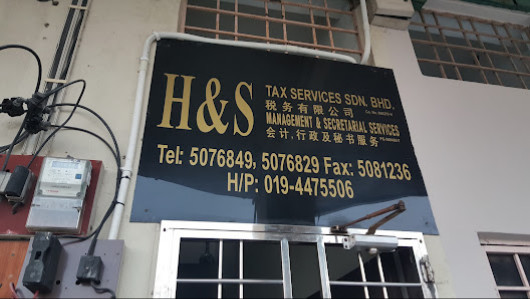 H&S
TAX SERVICES SDN. BHD.
税务有限公司
MANAGEMENT & SECRETARIAL SERVICES
会计, 行政及秘书服务
Tel: 5076849, 5076829 Fax: 5081236
H/P: 019-4475506